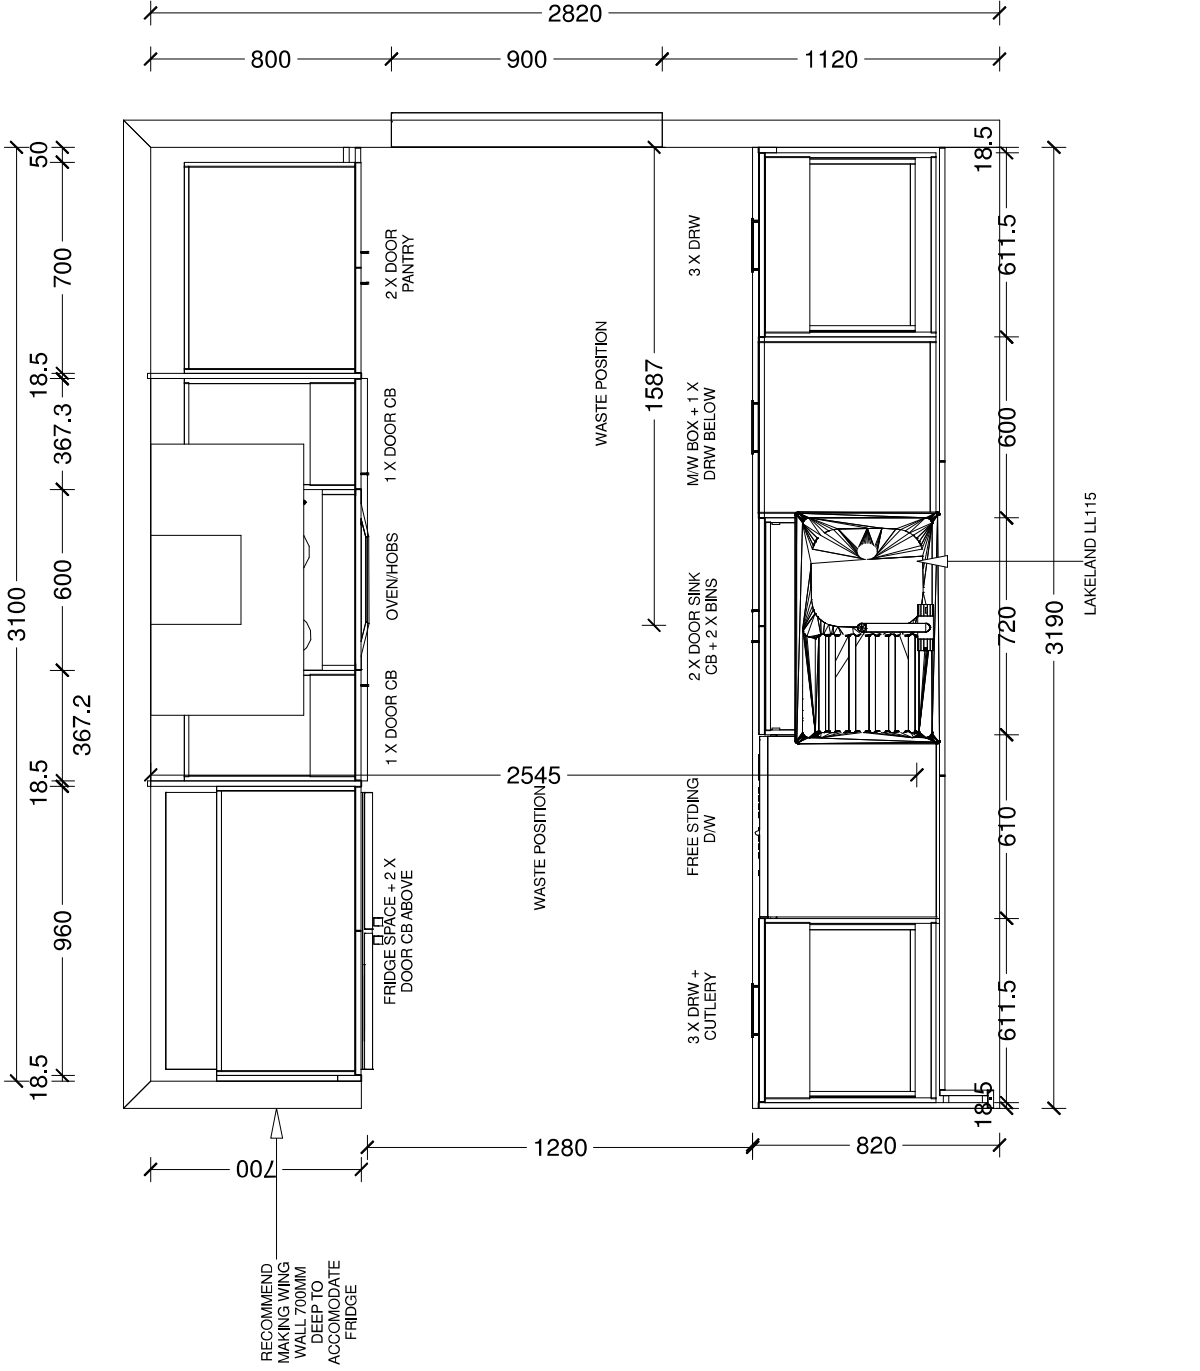 2820
800
900
1120
3100
50
700
18.5
367.3
600
367.2
18.5
960
18.5
2 X DOOR
PANTRY
1 X DOOR CB
OVEN/HOBS
1 X DOOR CB
FRIDGE SPACE + 2 X
DOOR CB ABOVE
WASTE POSITION
1587
2545
WASTE POSITION
3 X DRW
M/W BOX + 1 X
DRW BELOW
2 X DOOR SINK
CB + 2 X BINS
FREE STDING
D/W
3 X DRW +
CUTLERY
18.5
611.5
600
720
610
611.5
18.5
3190
LAKELAND LL115
700
1280
820
RECOMMEND
MAKING WING
WALL 700MM
DEEP TO
ACCOMODATE
FRIDGE